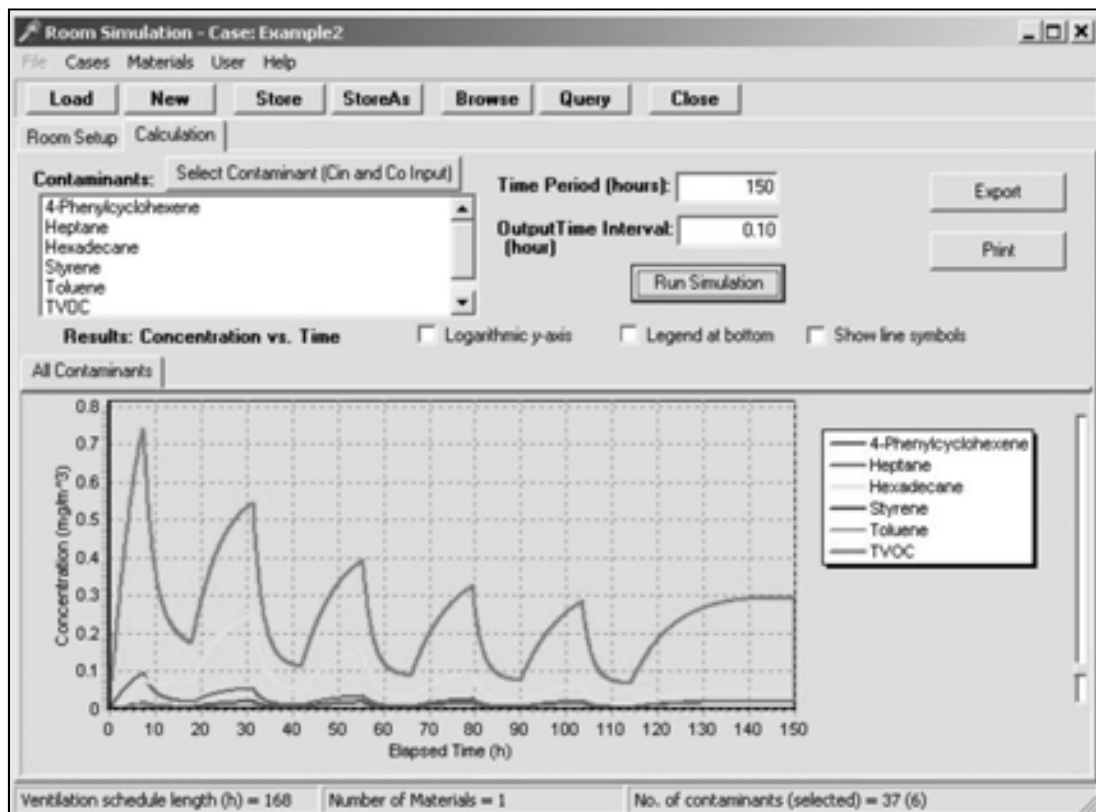 Room Simulation - Case: Example2
File Cases Materials User Help
Load New Store StoreAs Browse Query Close
Room Setup Calculation
Contaminants: Select Contaminant (Cin and Co Input)
4-Phenylcyclohexene
Heptane
Hexadecane
Styrene
Toluene
TVOC
Time Period (hours): 150
OutputTime Interval: 0.10
(hour)
Run Simulation
Export
Print
Results: Concentration vs. Time Logarithmic y-axis Legend at bottom Show line symbols
All Contaminants
0.8
0.7
0.6
0.5
0.4
0.3
0.2
0.1
0
Concentration (mg/m^3)
0 10 20 30 40 50 60 70 80 90 100 110 120 130 140 150
Elapsed Time (h)
4-Phenylcyclohexene
Heptane
Hexadecane
Styrene
Toluene
TVOC
Ventilation schedule length (h) = 168 Number of Materials = 1 No. of contaminants (selected) = 37 (6)